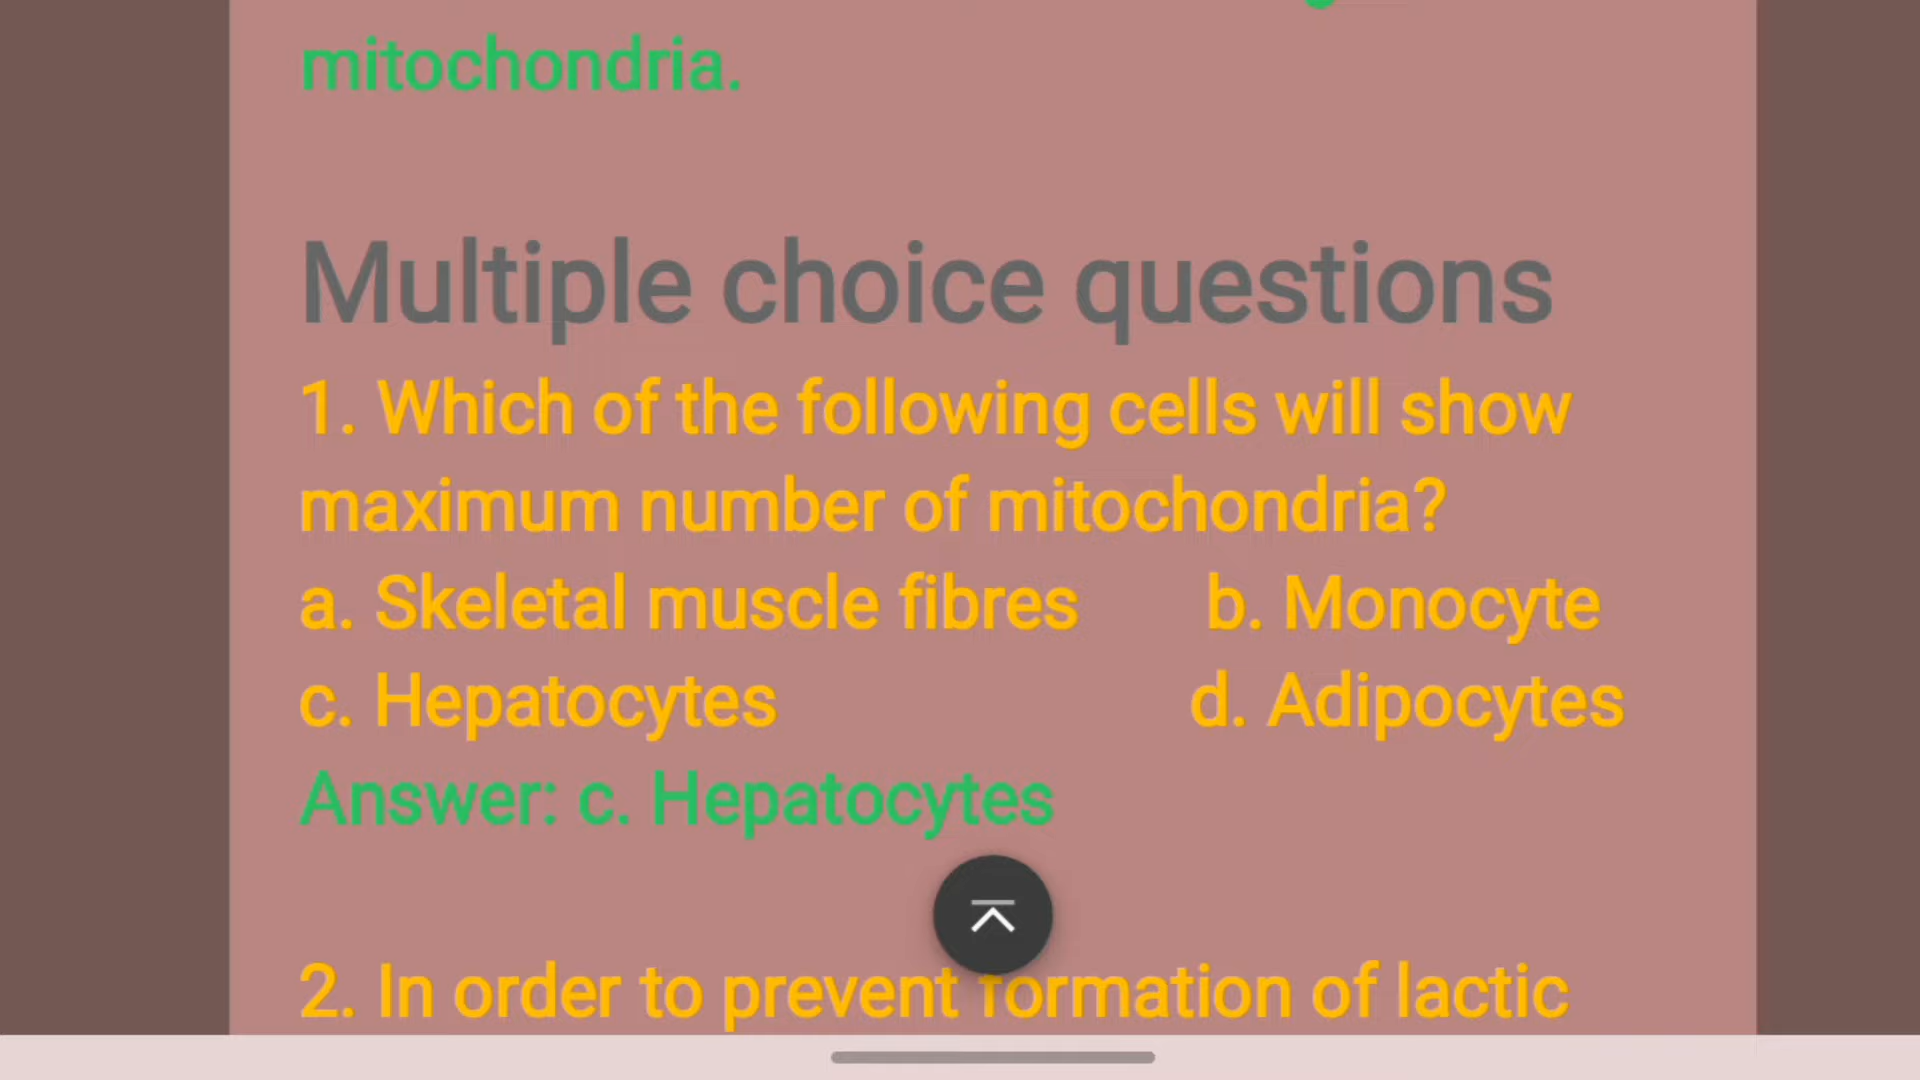 mitochondria.
Multiple choice questions
1. Which of the following cells will show
maximum number of mitochondria?
a. Skeletal muscle fibres b. Monocyte
c. Hepatocytes d. Adipocytes
Answer: c. Hepatocytes
2. In order to prevent formation of lactic